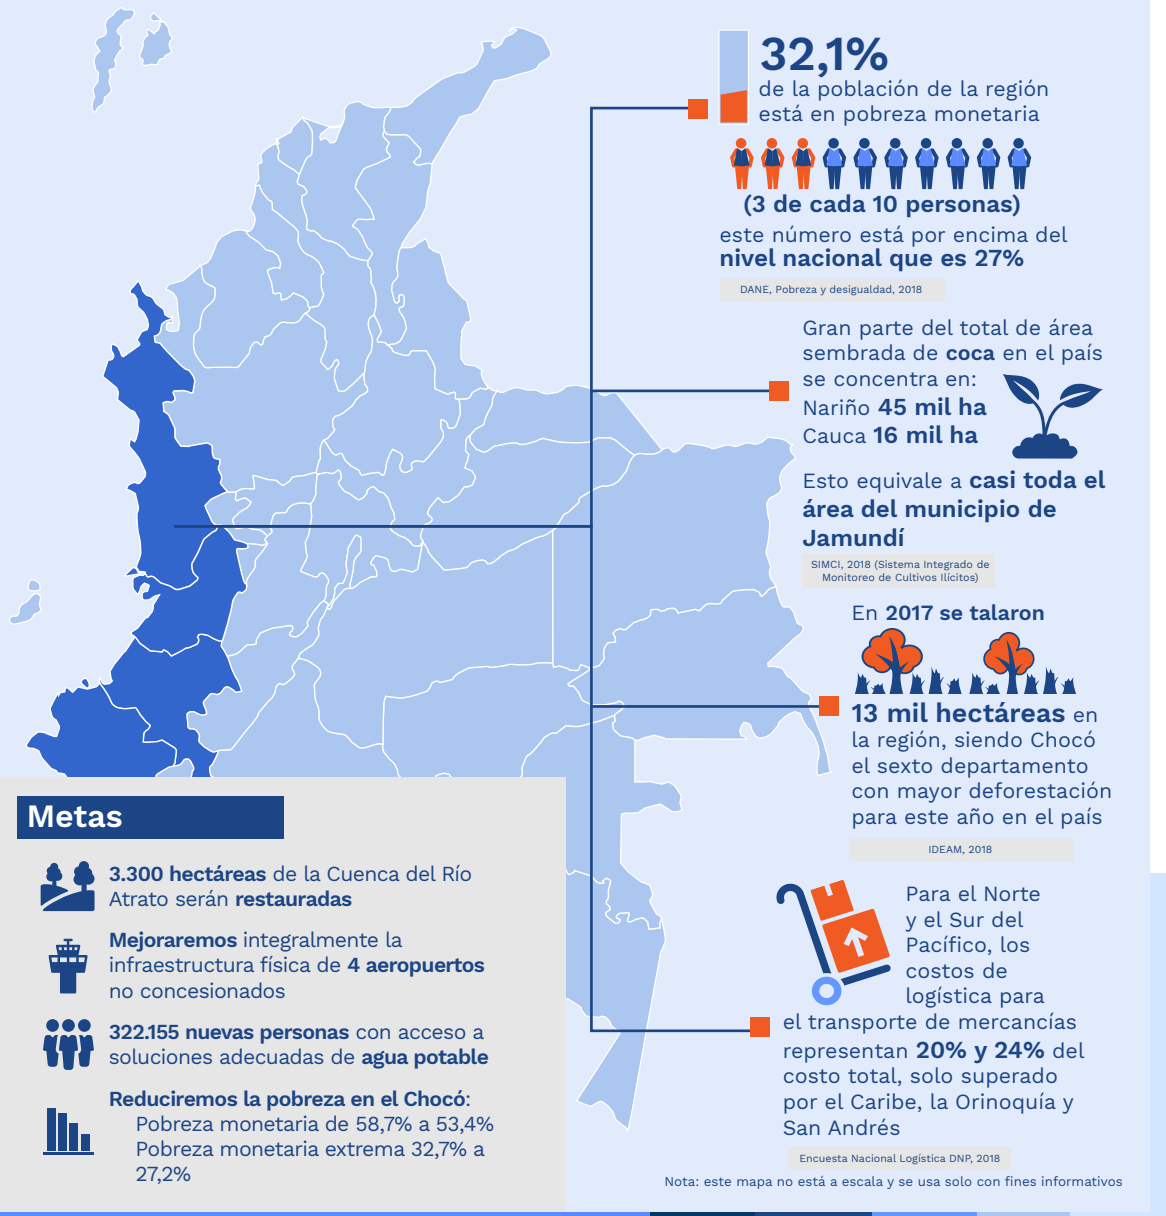 32,1%
de la población de la región
está en pobreza monetaria
(3 de cada 10 personas)
este número está por encima del
nivel nacional que es 27%
DANE, Pobreza y desigualdad, 2018
Gran parte del total de área
sembrada de coca en el país
se concentra en:
Nariño 45 mil ha
Cauca 16 mil ha
Esto equivale a casi toda el
área del municipio de
Jamundí
SIMCI, 2018 (Sistema Integrado de
Monitoreo de Cultivos Ilícitos)
En 2017 se talaron
13 mil hectáreas en
la región, siendo Chocó
el sexto departamento
con mayor deforestación
para este año en el país
IDEAM, 2018
Para el Norte
y el Sur del
Pacífico, los
costos de
logística para
el transporte de mercancías
representan 20% y 24% del
costo total, solo superado
por el Caribe, la Orinoquía y
San Andrés
Encuesta Nacional Logística DNP, 2018
Nota: este mapa no está a escala y se usa solo con fines informativos
Metas
3.300 hectáreas de la Cuenca del Río
Atrato serán restauradas
Mejoraremos integralmente la
infraestructura física de 4 aeropuertos
no concesionados
322.155 nuevas personas con acceso a
soluciones adecuadas de agua potable
Reduciremos la pobreza en el Chocó:
Pobreza monetaria de 58,7% a 53,4%
Pobreza monetaria extrema 32,7% a
27,2%